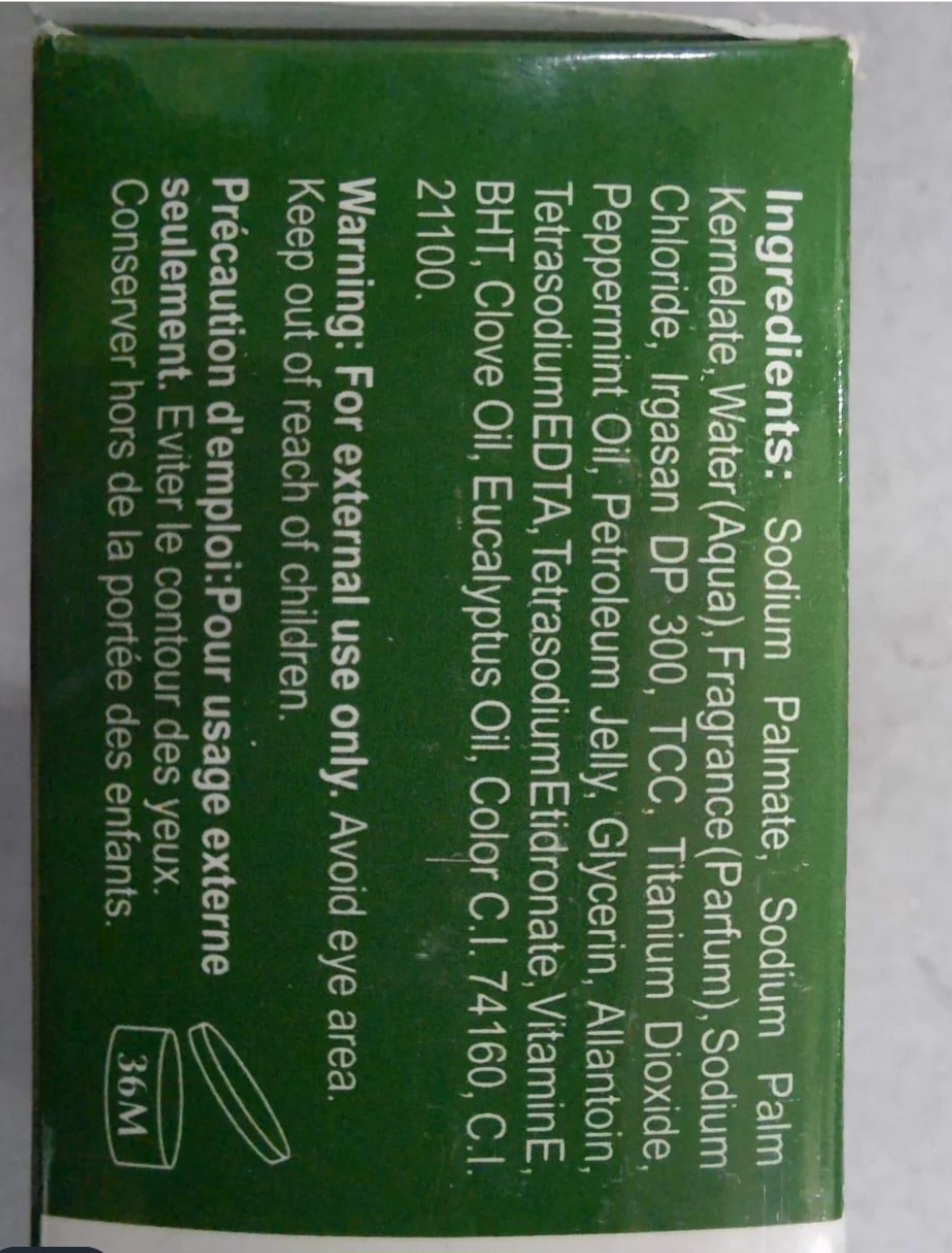 Ingredients: Sodium Palmate, Sodium Palm
Kernelate, Water(Aqua), Fragrance(Parfum), Sodium
Chloride, Irgasan DP 300, TCC, Titanium Dioxide,
Peppermint Oil, Petroleum Jelly, Glycerin, Allantoin,
TetrasodiumEDTA, TetrasodiumEtidronate, VitaminE,
BHT, Clove Oil, Eucalyptus Oil, Color C.I. 74160, C.I.
21100.
Warning: For external use only. Avoid eye area.
Keep out of reach of children.
Précaution d'emploi:Pour usage externe
seulement. Eviter le contour des yeux.
Conserver hors de la portée des enfants.
36M